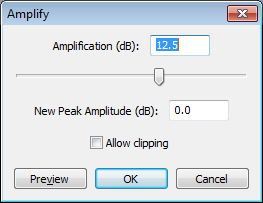 Amplify
Amplification (dB): 12.5
New Peak Amplitude (dB): 0.0
Allow clipping
Preview OK Cancel